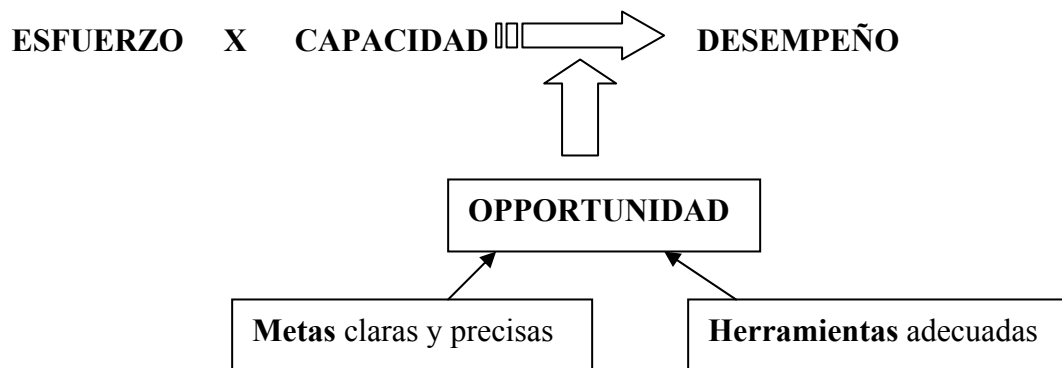 ESFUERZO X CAPACIDAD DESEMPEÑO
OPPORTUNIDAD
Metas claras y precisas
Herramientas adecuadas